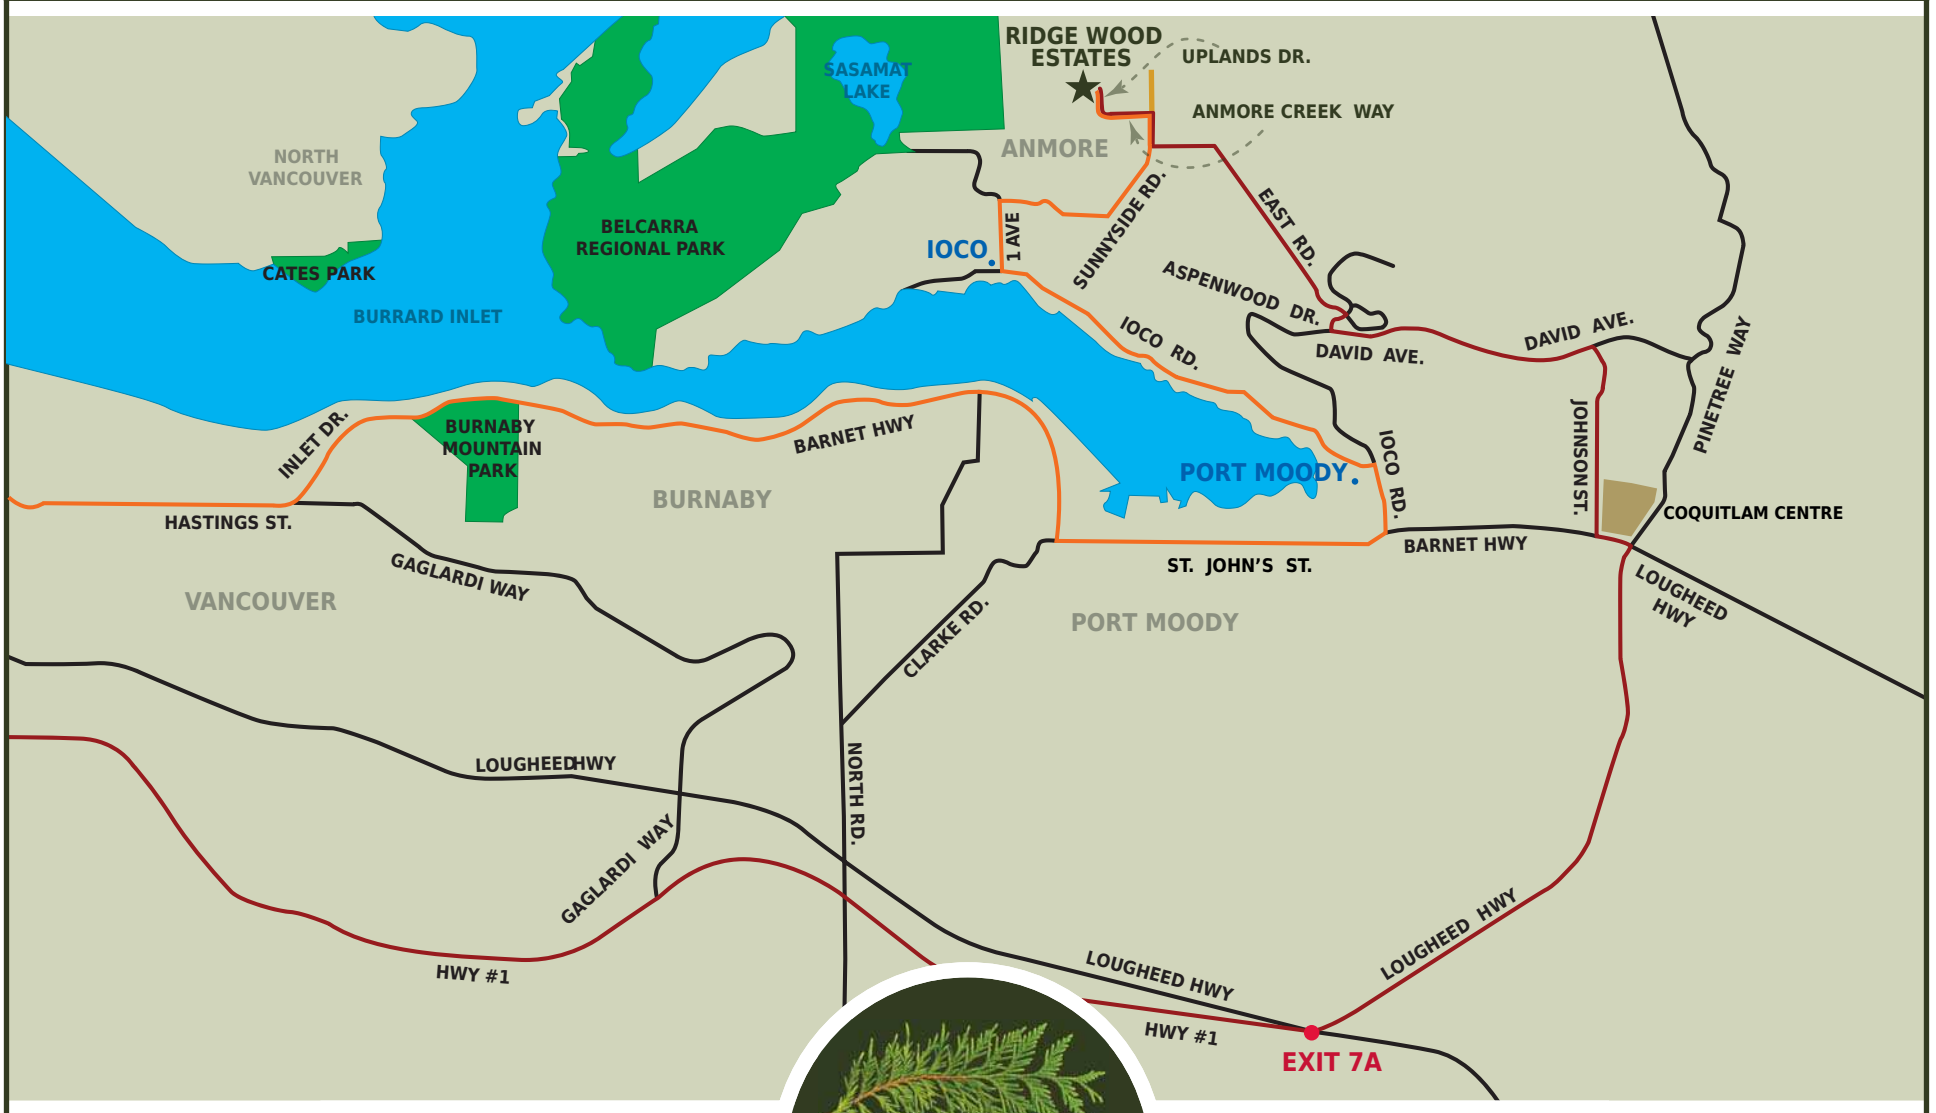 RIDGE WOOD
ESTATES
UPLANDS DR.
SASAMAT
LAKE
ANMORE CREEK  WAY
ANMORE
NORTH
VANCOUVER
BELCARRA
REGIONAL PARK
SUNNYSIDE RD.
EAST  RD.
1 AVE
IOCO
CATES PARK
ASPENWOOD  DR.
BURRARD INLET
IOCO  RD.
DAVID  AVE.
DAVID  AVE.
PINETREE  WAY
INLET DR.
BURNABY
MOUNTAIN
PARK
BARNET HWY
JOHNSON ST.
IOCO  RD.
PORT MOODY
BURNABY
HASTINGS ST.
COQUITLAM CENTRE
BARNET HWY
ST.  JOHN’S  ST.
GAGLARDI WAY
LOUGHEED
HWY
VANCOUVER
CLARKE RD.
PORT MOODY
LOUGHEEDHWY
NORTH RD.
GAGLARDI  WAY
LOUGHEED  HWY
HWY #1
LOUGHEED HWY
HWY #1
EXIT 7A